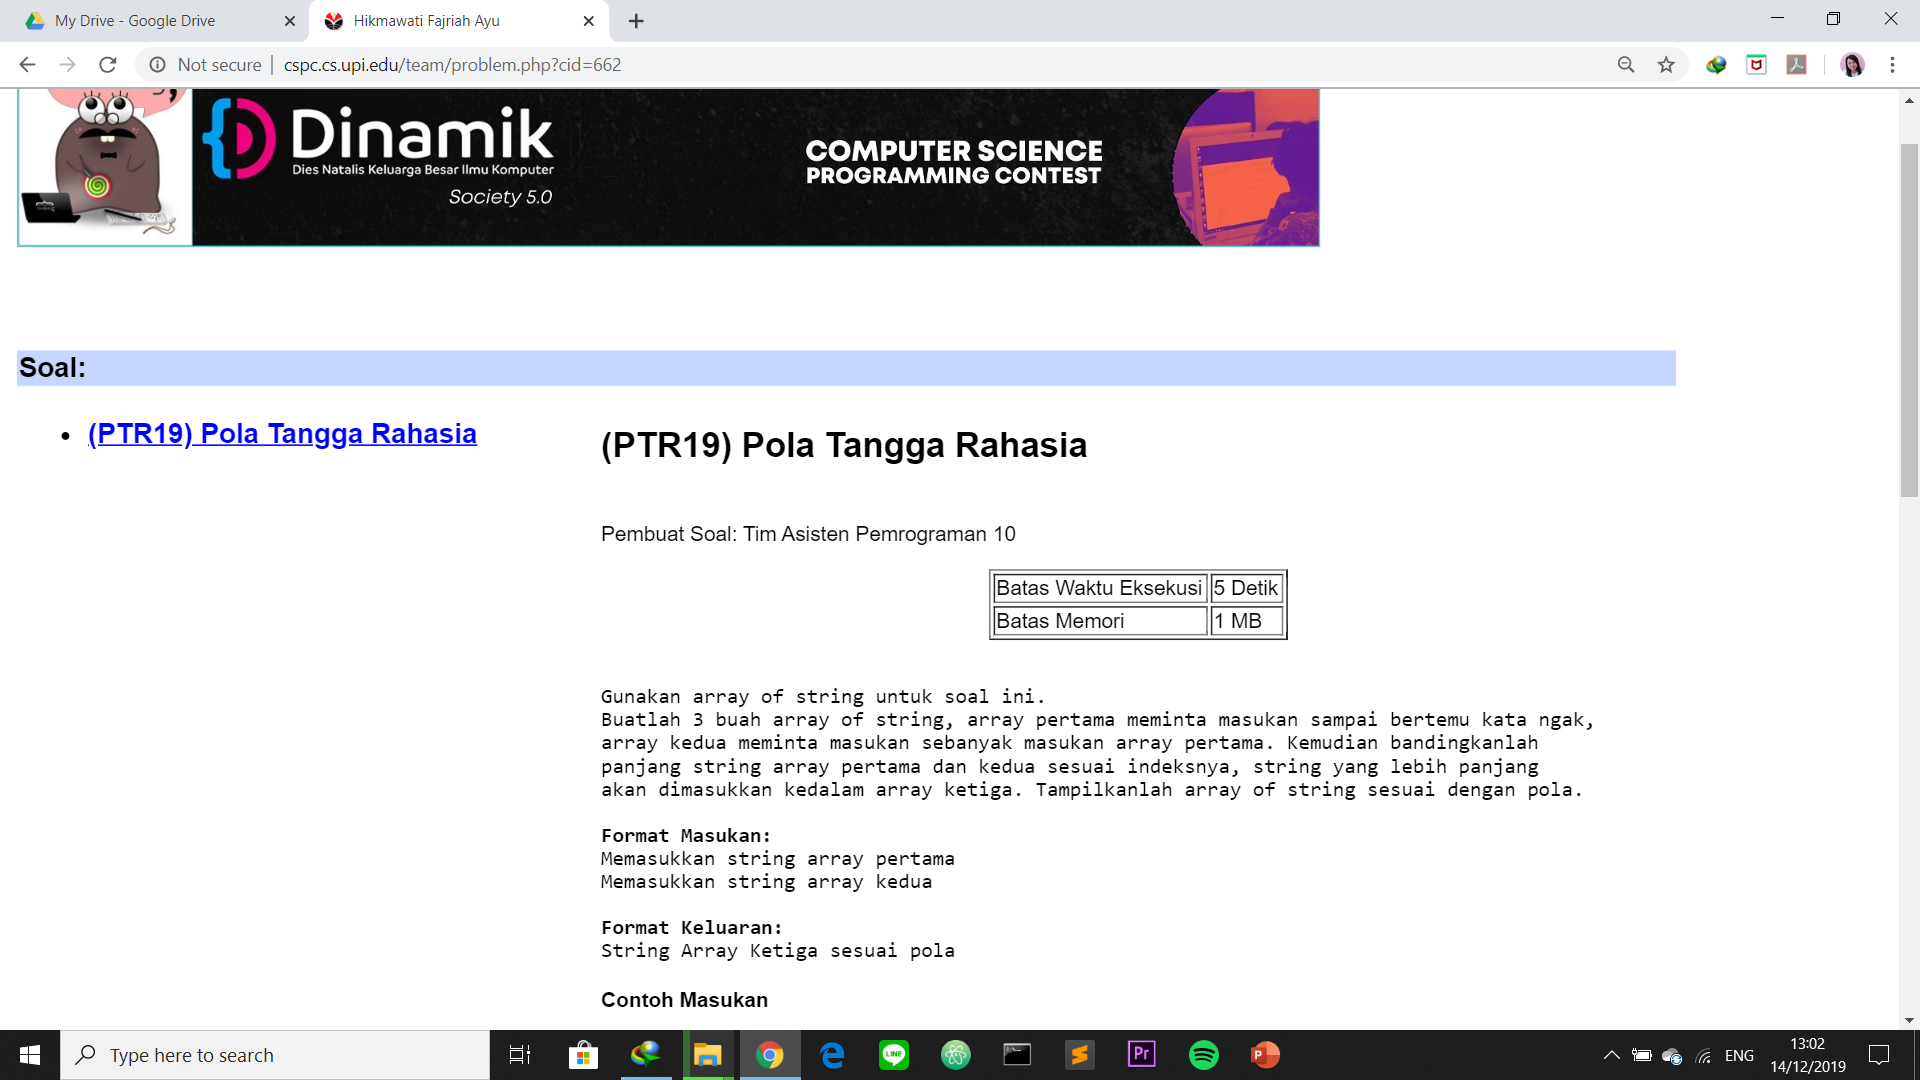 My Drive - Google Drive
Hikmawati Fajriah Ayu
Not secure | cspc.cs.upi.edu/team/problem.php?cid=662
Dinamik
Dies Natalis Keluarga Besar Ilmu Komputer
Society 5.0
COMPUTER SCIENCE
PROGRAMMING CONTEST
Soal:
(PTR19) Pola Tangga Rahasia
(PTR19) Pola Tangga Rahasia
Pembuat Soal: Tim Asisten Pemrograman 10
Batas Waktu Eksekusi 5 Detik
Batas Memori 1 MB
Gunakan array of string untuk soal ini.
Buatlah 3 buah array of string, array pertama meminta masukan sampai bertemu kata ngak,
array kedua meminta masukan sebanyak masukan array pertama. Kemudian bandingkanlah
panjang string array pertama dan kedua sesuai indeksnya, string yang lebih panjang
akan dimasukkan kedalam array ketiga. Tampilkanlah array of string sesuai dengan pola.
Format Masukan:
Memasukkan string array pertama
Memasukkan string array kedua
Format Keluaran:
String Array Ketiga sesuai pola
Contoh Masukan
Type here to search
LINE
Pr
ENG
13:02
14/12/2019